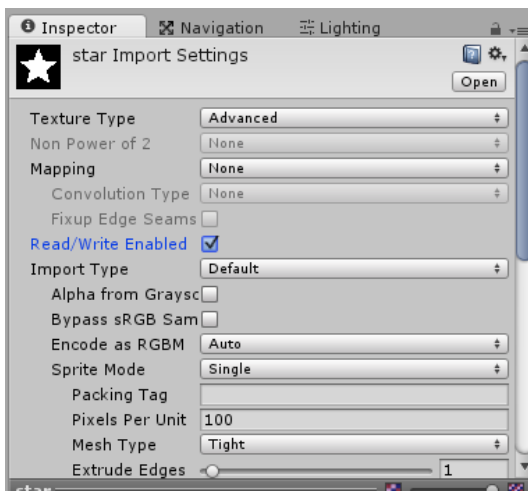 Inspector Navigation Lighting
star Import Settings
Open
Texture Type Advanced
Non Power of 2 None
Mapping None
Convolution Type None
Fixup Edge Seams
Read/Write Enabled
Import Type Default
Alpha from Graysc
Bypass sRGB Sam
Encode as RGBM Auto
Sprite Mode Single
Packing Tag
Pixels Per Unit 100
Mesh Type Tight
Extrude Edges 1
star